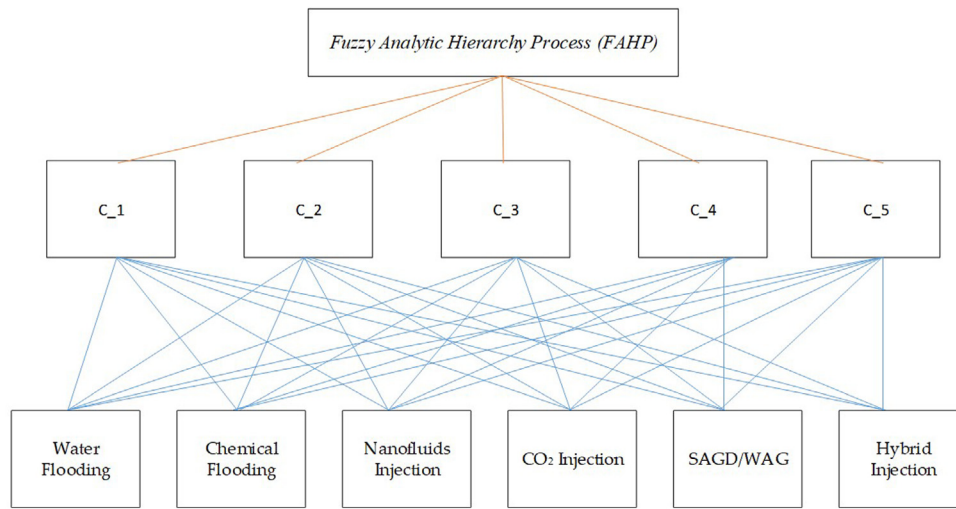 Fuzzy Analytic Hierarchy Process (FAHP)
C_1
C_2
C_3
C_4
C_5
Water
Flooding
Chemical
Flooding
Nanofluids
Injection
CO₂ Injection
SAGD/WAG
Hybrid
Injection